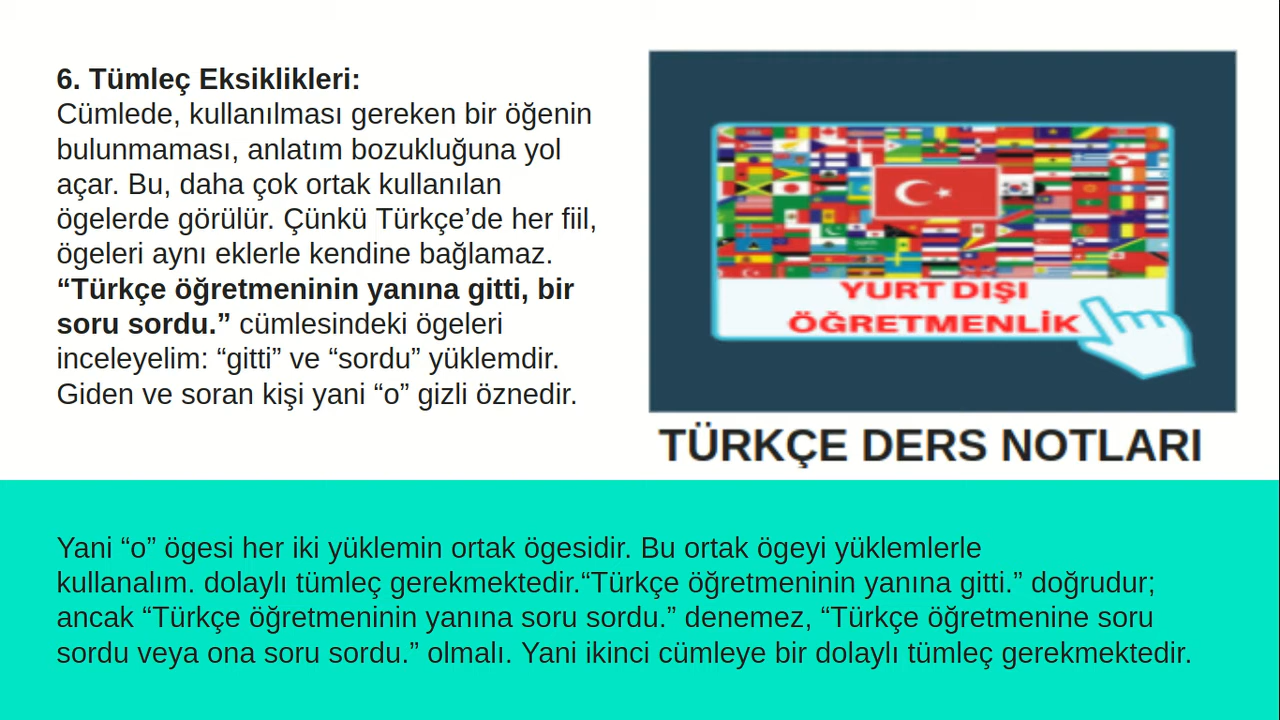 6. Tümleç Eksiklikleri:
Cümlede, kullanılması gereken bir öğenin
bulunmaması, anlatım bozukluğuna yol
açar. Bu, daha çok ortak kullanılan
ögelerde görülür. Çünkü Türkçe’de her fiil,
ögeleri aynı eklerle kendine bağlamaz.
“Türkçe öğretmeninin yanına gitti, bir
soru sordu.” cümlesindeki ögeleri
inceleyelim: “gitti” ve “sordu” yüklemdir.
Giden ve soran kişi yani “o” gizli öznedir.
YURT DIŞI
ÖĞRETMENLİK
TÜRKÇE DERS NOTLARI
Yani “o” ögesi her iki yüklemin ortak ögesidir. Bu ortak ögeyi yüklemlerle
kullanalım. dolaylı tümleç gerekmektedir.“Türkçe öğretmeninin yanına gitti.” doğrudur;
ancak “Türkçe öğretmeninin yanına soru sordu.” denemez, “Türkçe öğretmenine soru
sordu veya ona soru sordu.” olmalı. Yani ikinci cümleye bir dolaylı tümleç gerekmektedir.